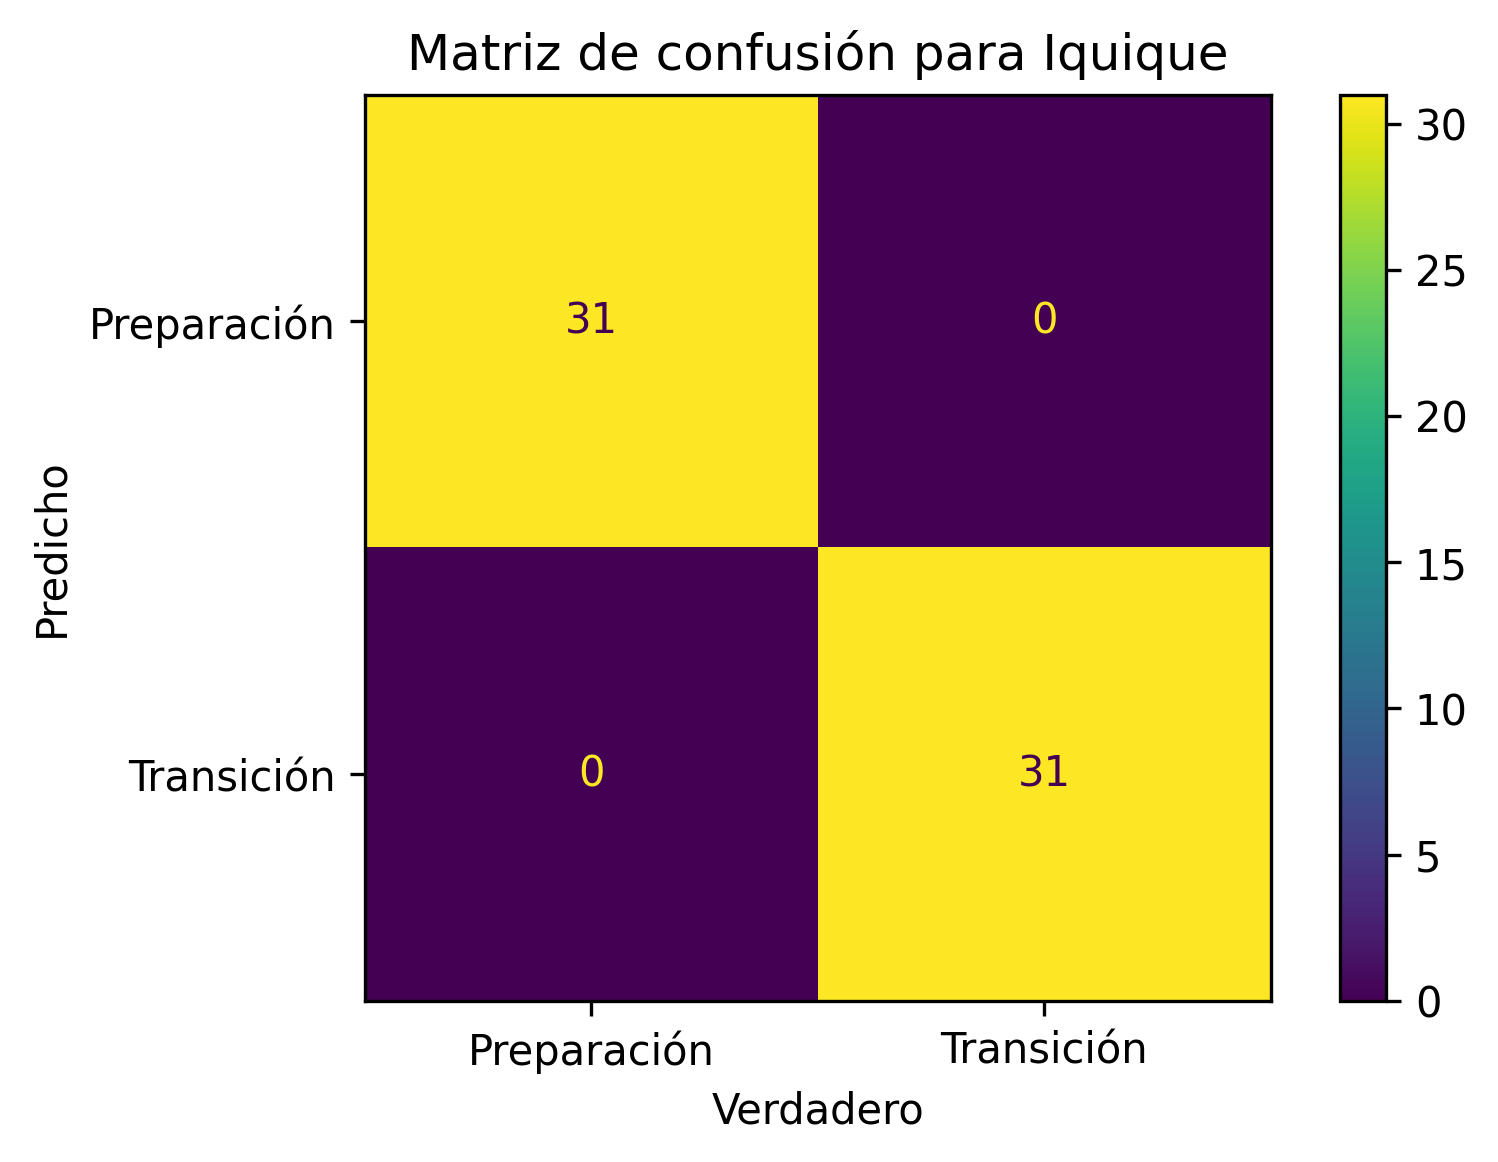 Matriz de confusión para Iquique
Predicho
Preparación
31
0
Transición
0
31
Preparación
Transición
Verdadero
30
25
20
15
10
5
0